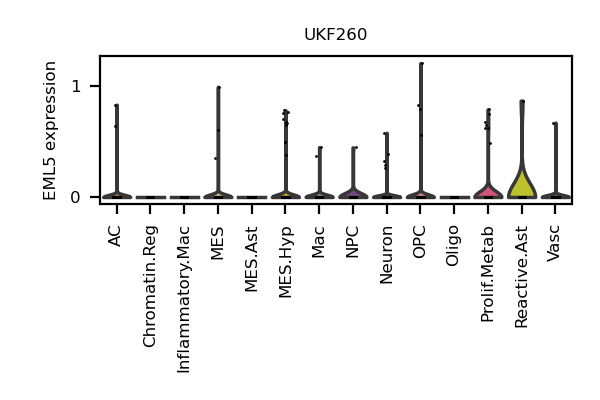 UKF260
EML5 expression
1
0
AC
Chromatin.Reg
Inflammatory.Mac
MES
MES.Ast
MES.Hyp
Mac
NPC
Neuron
OPC
Oligo
Prolif.Metab
Reactive.Ast
Vasc